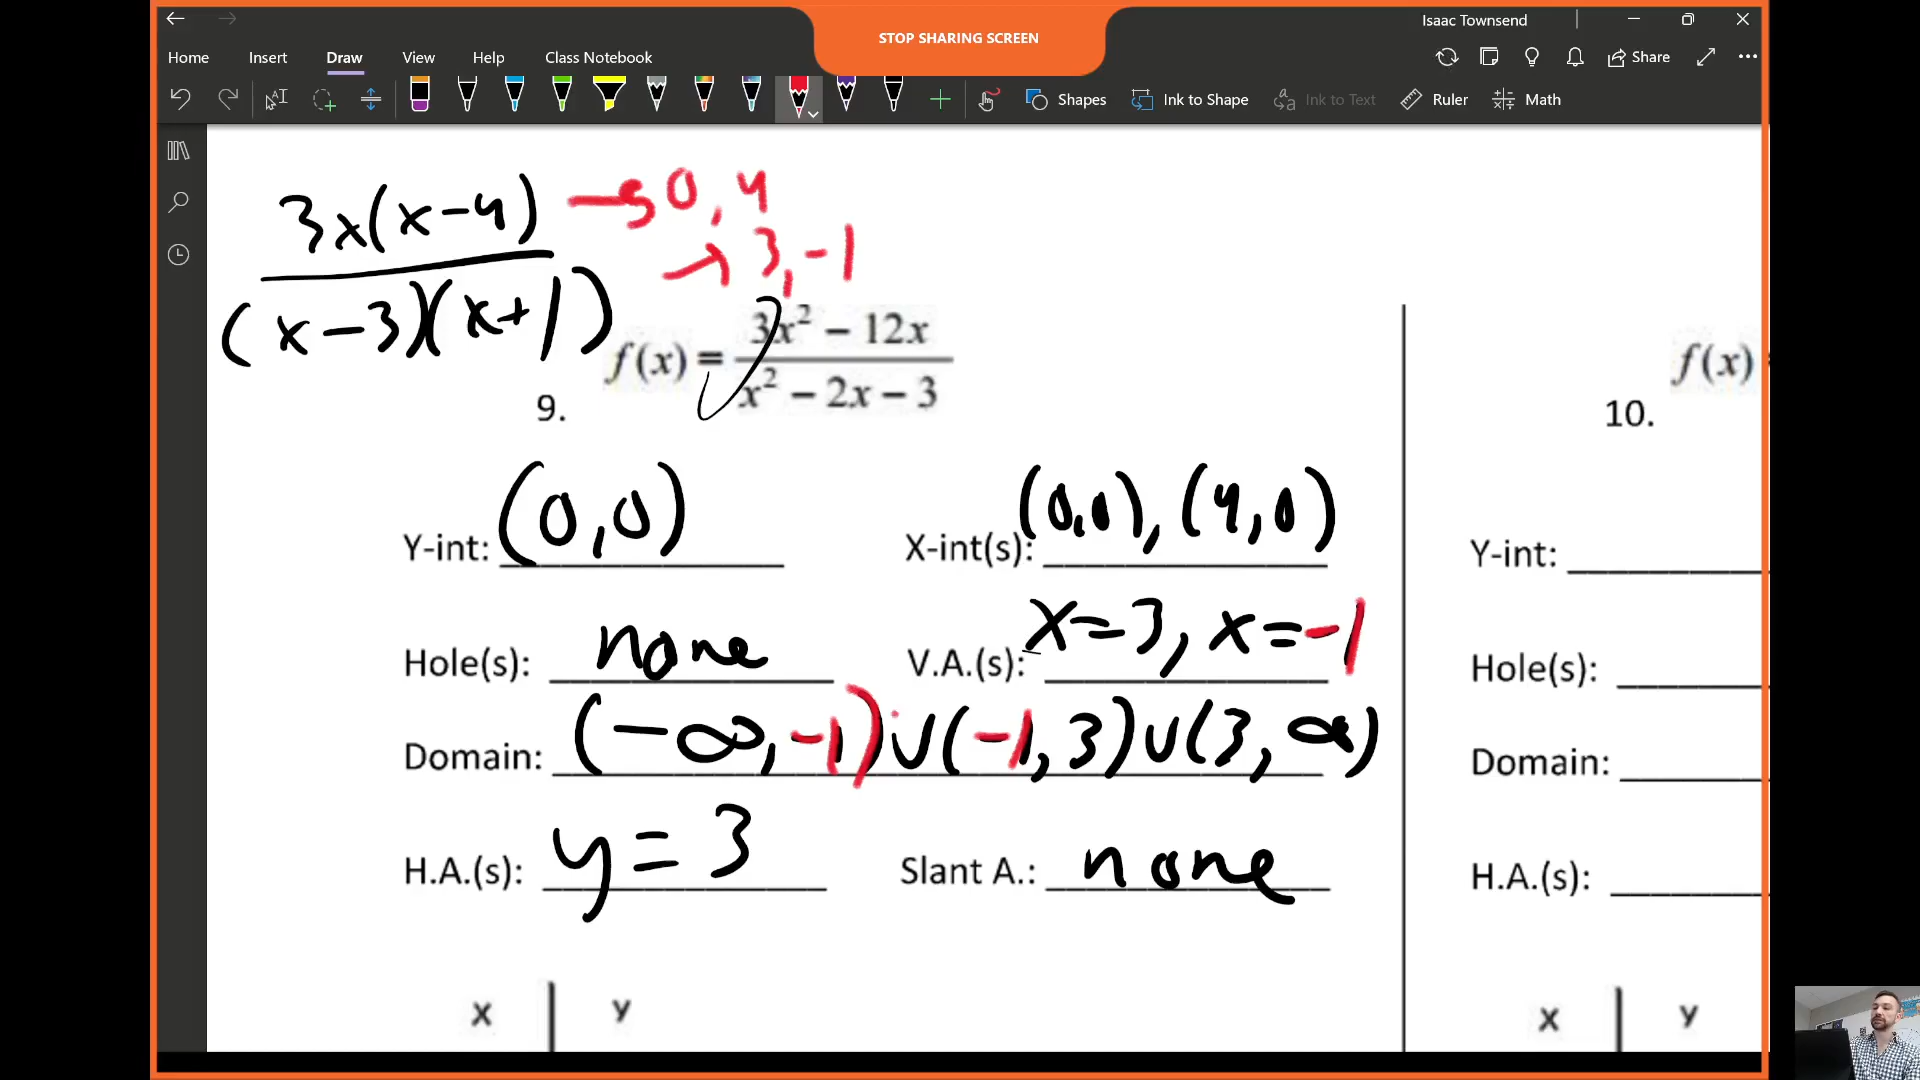 Isaac Townsend
STOP SHARING SCREEN
Home Insert Draw View Help Class Notebook Share
Shapes Ink to Shape Ink to Text Ruler Math
3x(x-4) → 0, 4
(x-3)(x+1) → 3, -1
9. f(x) = (3x² − 12x)/(x² − 2x − 3)
10. f(x)
Y-int: (0,0) X-int(s): (0,0), (4,0)
Y-int:
Hole(s): none V.A.(s): x=3, x=-1
Hole(s):
Domain: (-∞, -1) ∪ (-1, 3) ∪ (3, ∞)
Domain:
H.A.(s): y = 3 Slant A.: none
H.A.(s):
x y
x y